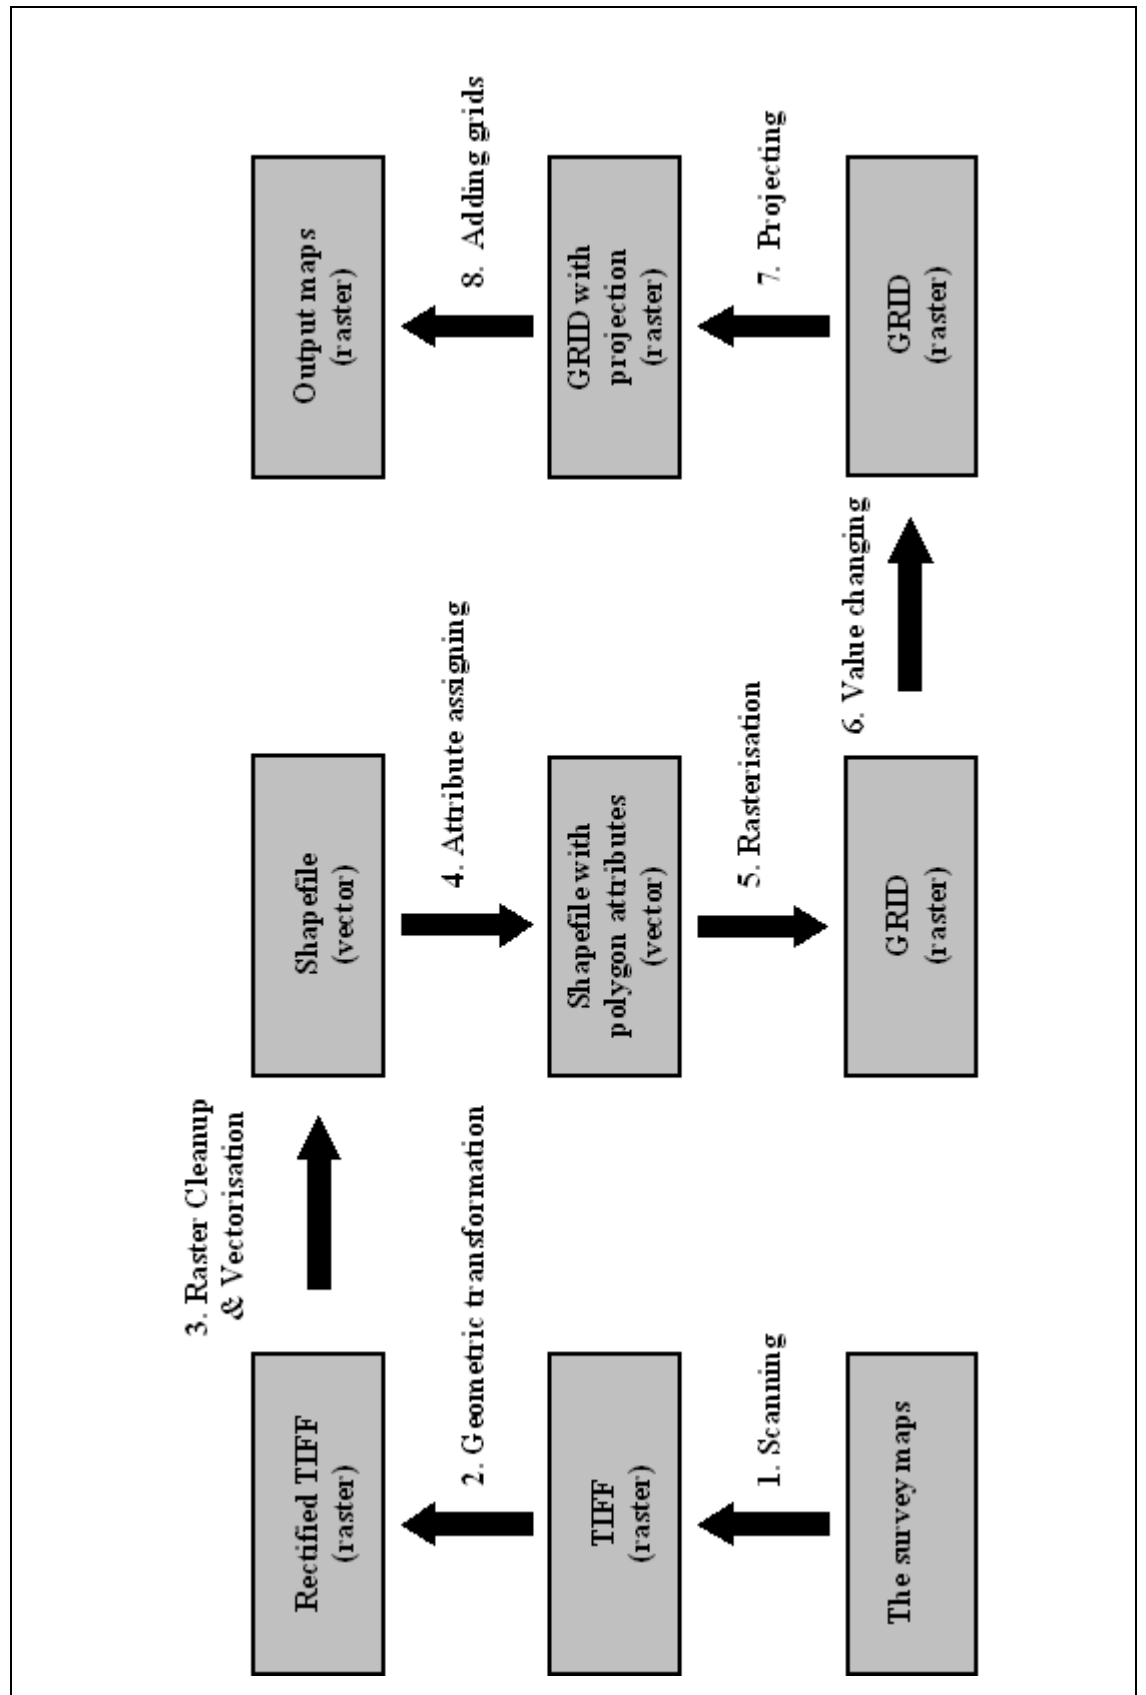 The survey maps
1. Scanning
TIFF
(raster)
2. Geometric transformation
Rectified TIFF
(raster)
3. Raster Cleanup
& Vectorisation
Shapefile
(vector)
4. Attribute assigning
Shapefile with
polygon attributes
(vector)
5. Rasterisation
GRID
(raster)
6. Value changing
GRID
(raster)
7. Projecting
GRID with
projection
(raster)
8. Adding grids
Output maps
(raster)